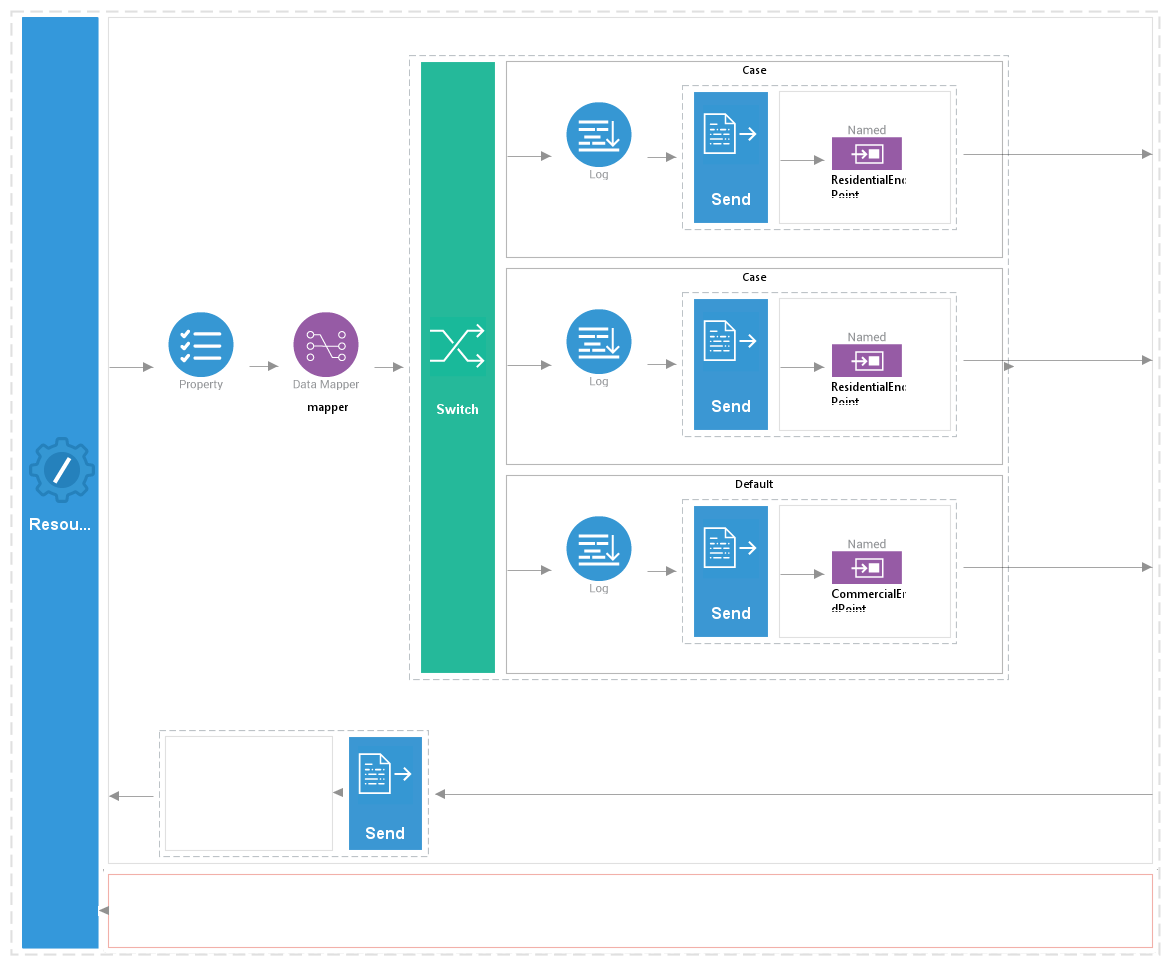 Resou...
Property
Data Mapper
mapper
Switch
Case
Log
Send
Named
ResidentialEnd
Point
Case
Log
Send
Named
ResidentialEnd
Point
Default
Log
Send
Named
CommercialEn
dPoint
Send